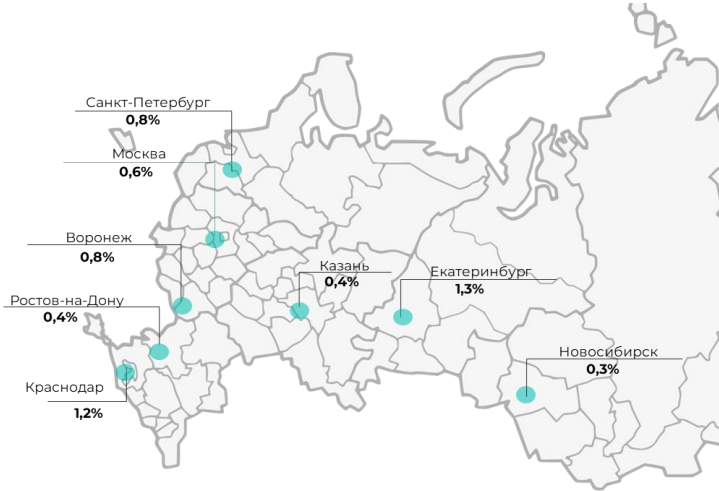 Санкт-Петербург
0,8%
Москва
0,6%
Воронеж
0,8%
Казань
0,4%
Екатеринбург
1,3%
Ростов-на-Дону
0,4%
Новосибирск
0,3%
Краснодар
1,2%